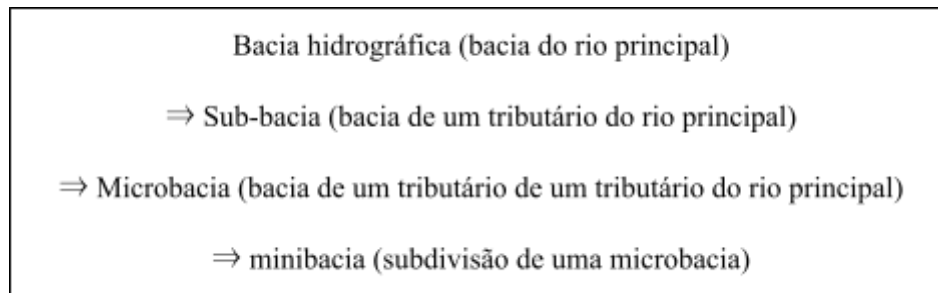 Bacia hidrográfica (bacia do rio principal)
⇒ Sub-bacia (bacia de um tributário do rio principal)
⇒ Microbacia (bacia de um tributário de um tributário do rio principal)
⇒ minibacia (subdivisão de uma microbacia)